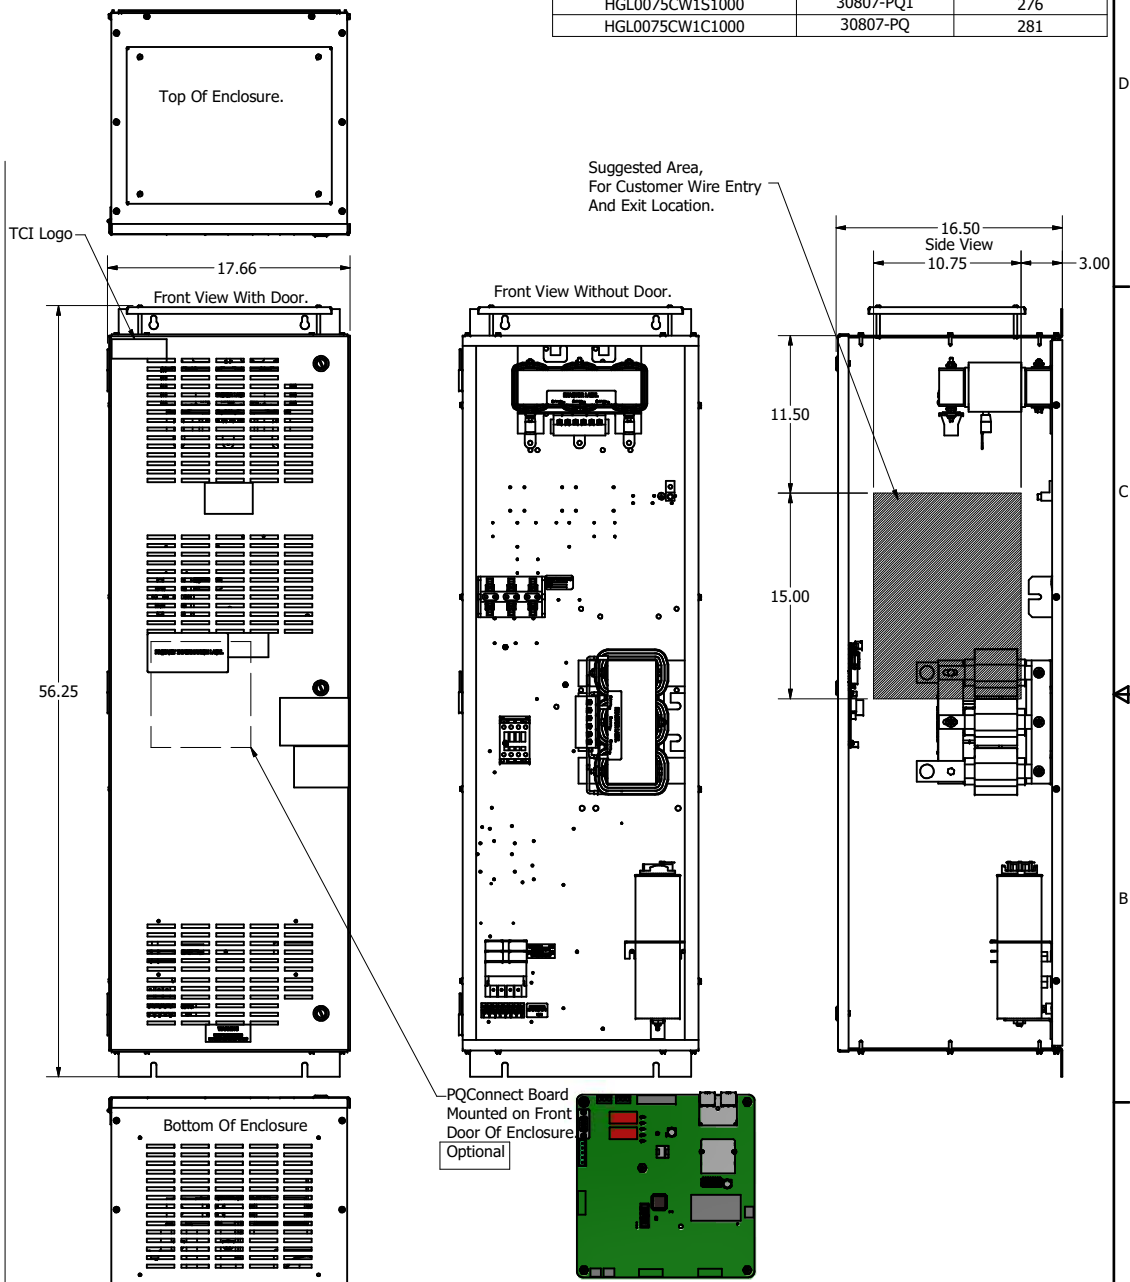 HGL0075CW1S1000 30807-PQ1 276
HGL0075CW1C1000 30807-PQ 281
D
Top Of Enclosure.
Suggested Area,
For Customer Wire Entry
And Exit Location.
TCI Logo
17.66
16.50
Side View
10.75
3.00
Front View With Door.
Front View Without Door.
11.50
C
15.00
56.25
B
PQConnect Board
Mounted on Front
Door Of Enclosure.
Optional
Bottom Of Enclosure